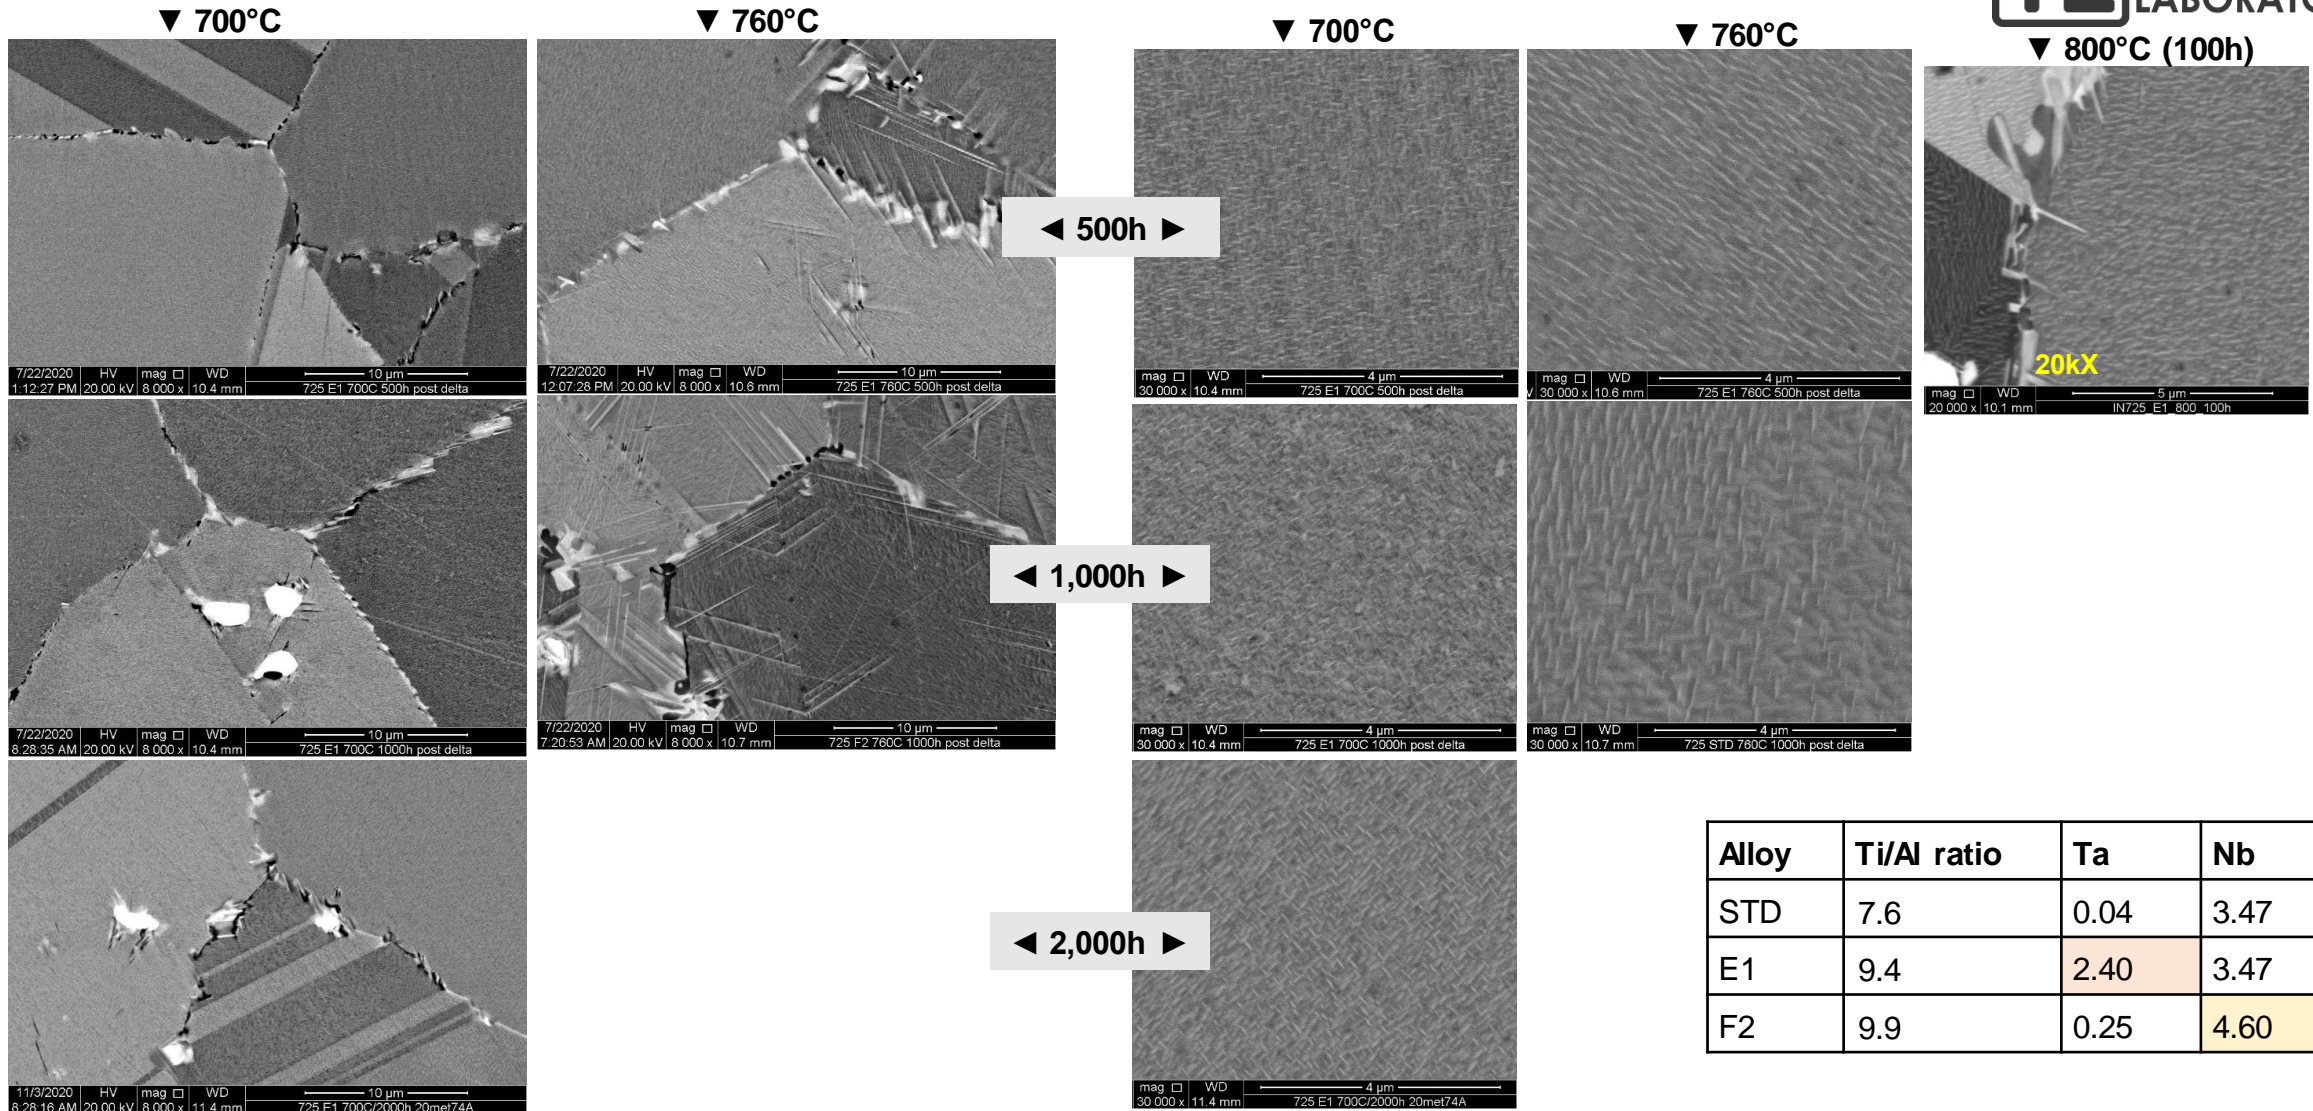 ▼ 700°C
▼ 760°C
▼ 700°C
▼ 760°C
▼ 800°C (100h)
7/22/2020 HV mag □ WD 10 µm
1:12:27 PM 20.00 kV 8 000 x 10.4 mm 725 E1 700C 500h post delta
7/22/2020 HV mag □ WD 10 µm
12:07:28 PM 20.00 kV 8 000 x 10.6 mm 725 E1 760C 500h post delta
◄ 500h ►
mag □ WD 4 µm
30 000 x 10.4 mm 725 E1 700C 500h post delta
mag □ WD 4 µm
V 30 000 x 10.6 mm 725 E1 760C 500h post delta
20kX
mag □ WD 5 µm
20 000 x 10.1 mm IN725_E1_800_100h
7/22/2020 HV mag □ WD 10 µm
8:28:35 AM 20.00 kV 8 000 x 10.4 mm 725 E1 700C 1000h post delta
7/22/2020 HV mag □ WD 10 µm
7:20:53 AM 20.00 kV 8 000 x 10.7 mm 725 F2 760C 1000h post delta
◄ 1,000h ►
mag □ WD 4 µm
30 000 x 10.4 mm 725 E1 700C 1000h post delta
mag □ WD 4 µm
30 000 x 10.7 mm 725 STD 760C 1000h post delta
11/3/2020 HV mag □ WD 10 µm
8:28:16 AM 20.00 kV 8 000 x 11.4 mm 725 E1 700C/2000h 20met74A
◄ 2,000h ►
mag □ WD 4 µm
30 000 x 11.4 mm 725 E1 700C/2000h 20met74A
Alloy Ti/Al ratio Ta Nb
STD 7.6 0.04 3.47
E1 9.4 2.40 3.47
F2 9.9 0.25 4.60